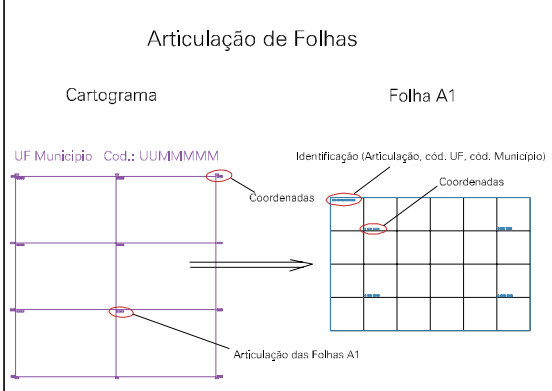 Articulação de Folhas
Cartograma
Folha A1
UF Municipio Cod.: UUMMMMM
Identificação (Articulação, cód. UF, cód. Município)
Coordenadas
Coordenadas
Articulação das Folhas A1